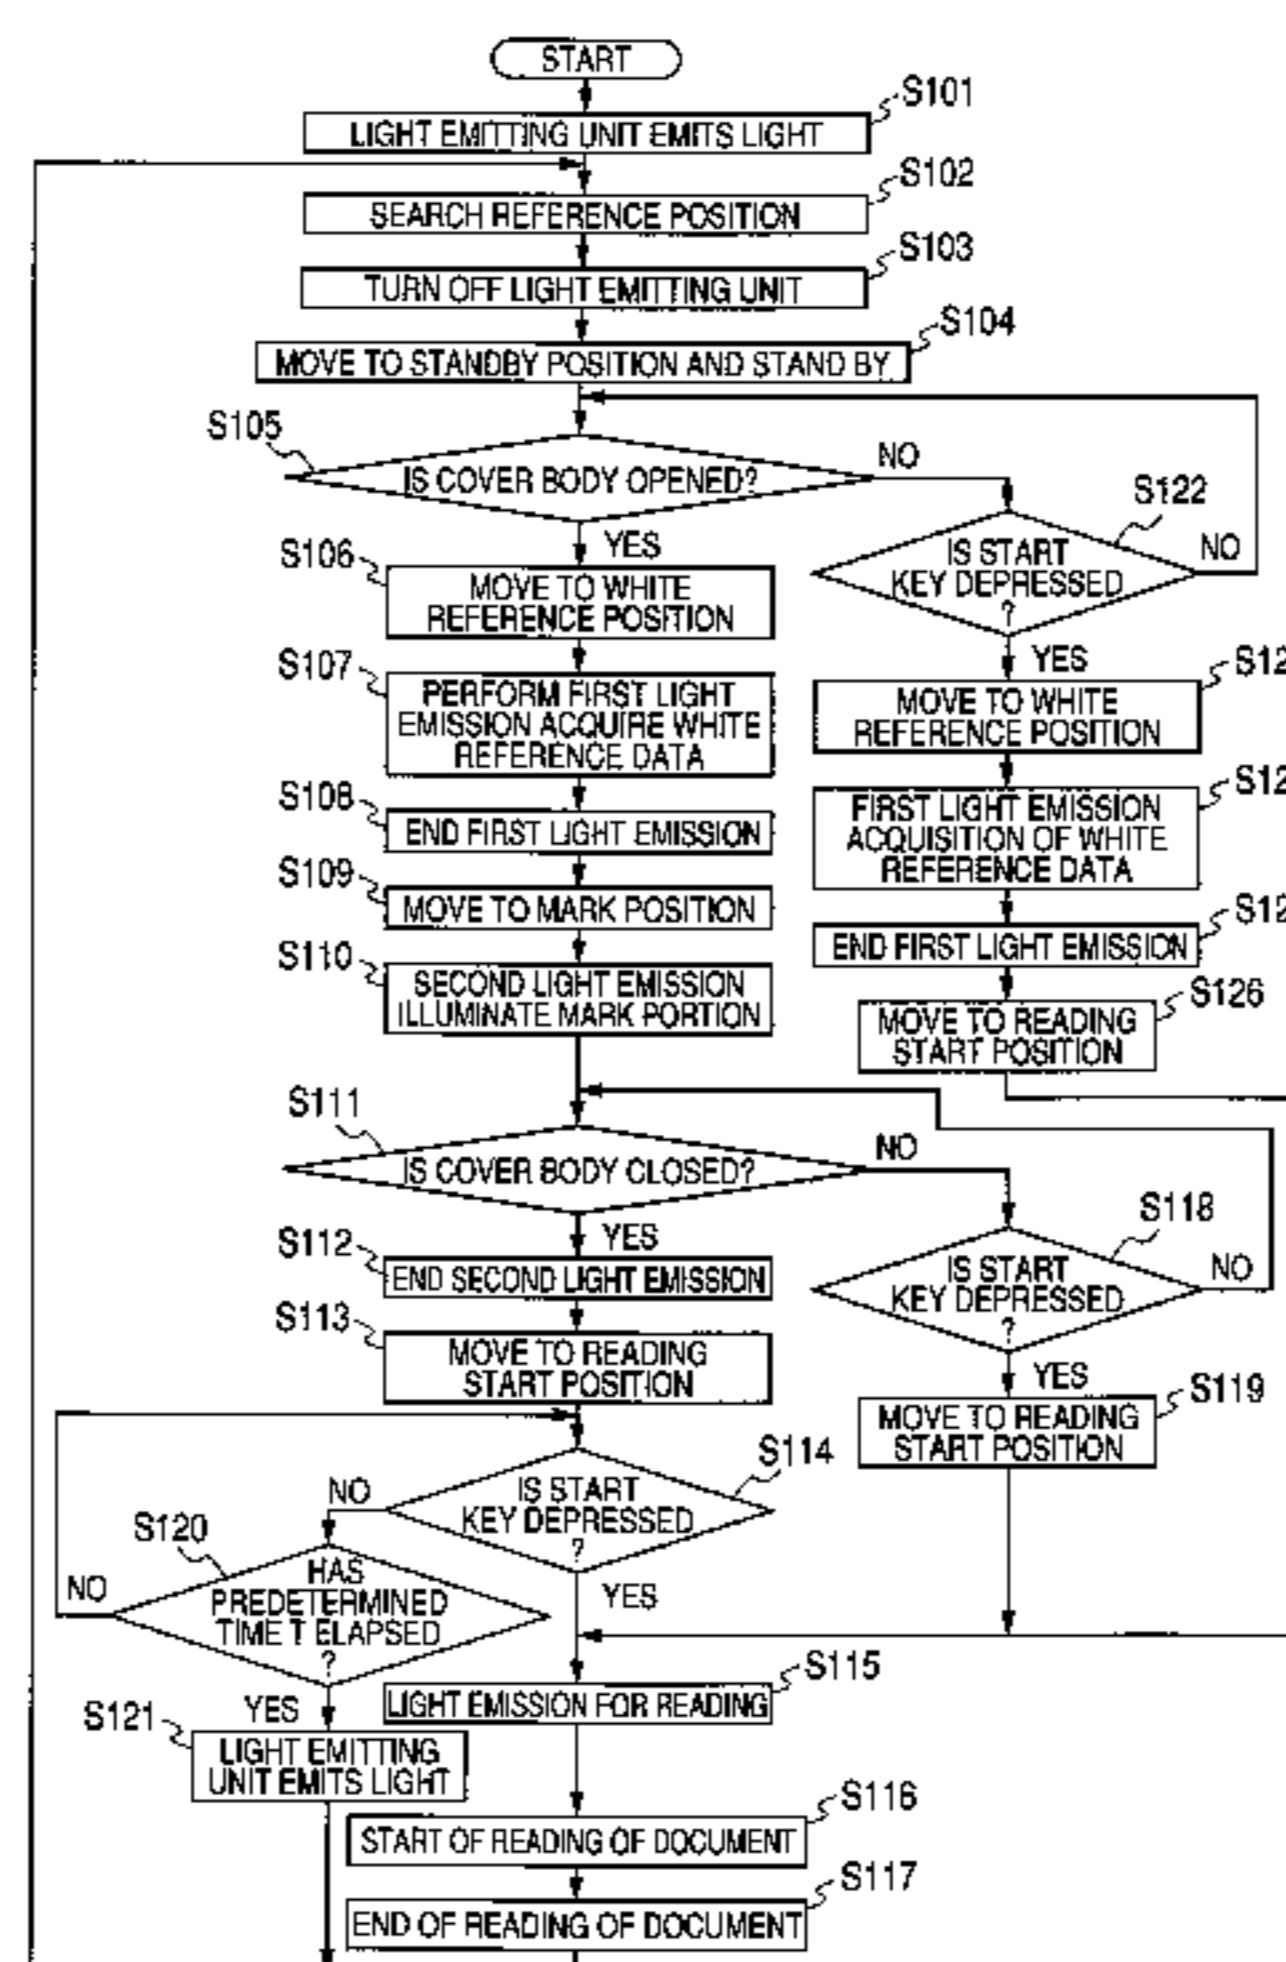 START
S101
LIGHT EMITTING UNIT EMITS LIGHT
S102
SEARCH REFERENCE POSITION
S103
TURN OFF LIGHT EMITTING UNIT
S104
MOVE TO STANDBY POSITION AND STAND BY
S105
IS COVER BODY OPENED?
NO
YES
S122
IS START
KEY DEPRESSED
?
NO
YES
S106
MOVE TO WHITE
REFERENCE POSITION
S107
PERFORM FIRST LIGHT
EMISSION ACQUIRE WHITE
REFERENCE DATA
S108
END FIRST LIGHT EMISSION
S109
MOVE TO MARK POSITION
S110
SECOND LIGHT EMISSION
ILLUMINATE MARK PORTION
S12
MOVE TO WHITE
REFERENCE POSITION
S12
FIRST LIGHT EMISSION
ACQUISITION OF WHITE
REFERENCE DATA
S12
END FIRST LIGHT EMISSION
S126
MOVE TO READING
START POSITION
S111
IS COVER BODY CLOSED?
NO
YES
S118
IS START
KEY DEPRESSED
?
NO
YES
S112
END SECOND LIGHT EMISSION
S113
MOVE TO READING
START POSITION
S119
MOVE TO READING
START POSITION
S114
IS START
KEY DEPRESSED
?
NO
YES
S120
HAS
PREDETERMINED
TIME T ELAPSED
?
NO
YES
S115
LIGHT EMISSION FOR READING
S121
LIGHT EMITTING
UNIT EMITS LIGHT
S116
START OF READING OF DOCUMENT
S117
END OF READING OF DOCUMENT